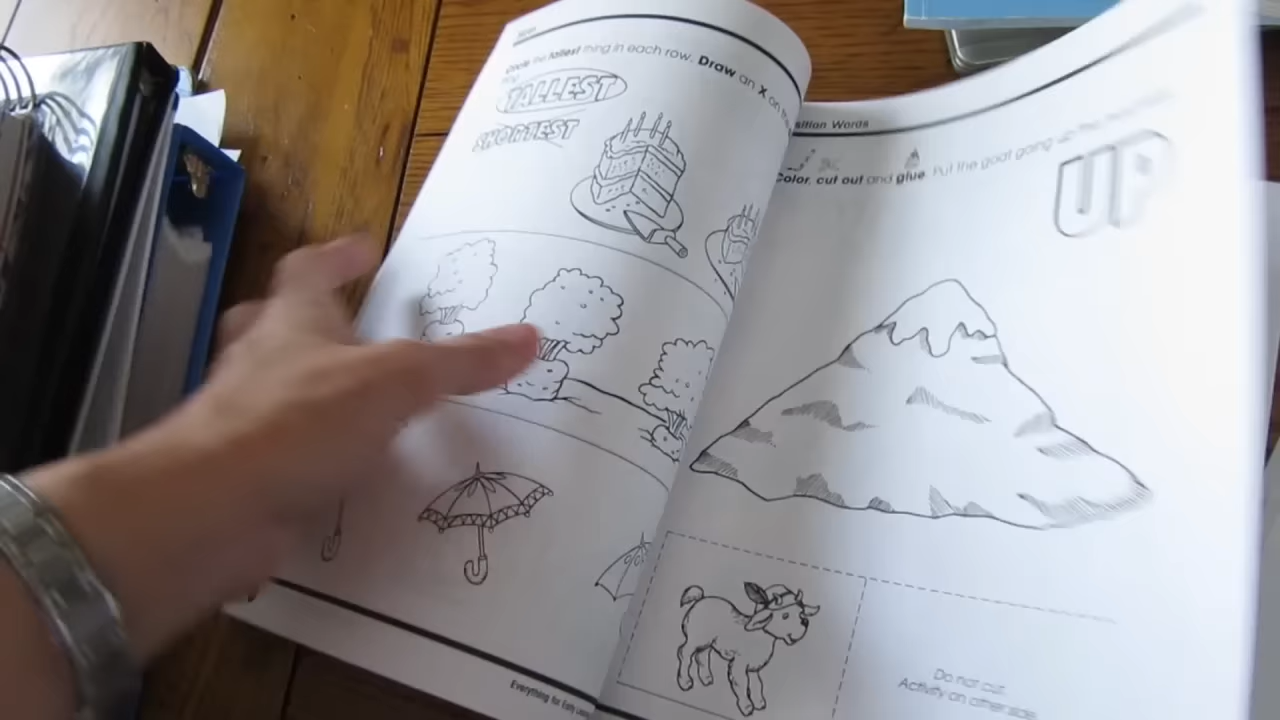 Circle the tallest thing in each row. Draw an X on the
TALLEST
SHORTEST
Everything for Early Lear
sition Words
Color, cut out and glue. Put the goat going up the
UP
Do not cut.
Activity on other side.